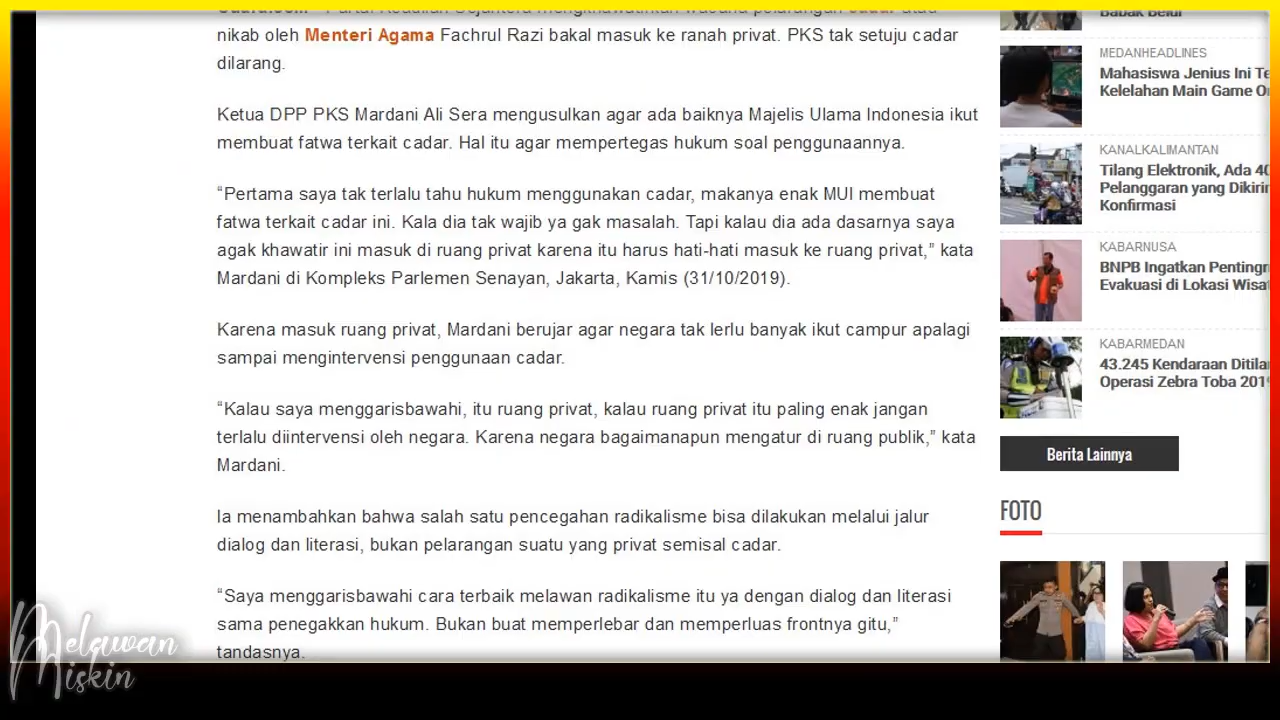 nikab oleh Menteri Agama Fachrul Razi bakal masuk ke ranah privat. PKS tak setuju cadar
dilarang.
Ketua DPP PKS Mardani Ali Sera mengusulkan agar ada baiknya Majelis Ulama Indonesia ikut
membuat fatwa terkait cadar. Hal itu agar mempertegas hukum soal penggunaannya.
“Pertama saya tak terlalu tahu hukum menggunakan cadar, makanya enak MUI membuat
fatwa terkait cadar ini. Kala dia tak wajib ya gak masalah. Tapi kalau dia ada dasarnya saya
agak khawatir ini masuk di ruang privat karena itu harus hati-hati masuk ke ruang privat,” kata
Mardani di Kompleks Parlemen Senayan, Jakarta, Kamis (31/10/2019).
Karena masuk ruang privat, Mardani berujar agar negara tak lerlu banyak ikut campur apalagi
sampai mengintervensi penggunaan cadar.
“Kalau saya menggarisbawahi, itu ruang privat, kalau ruang privat itu paling enak jangan
terlalu diintervensi oleh negara. Karena negara bagaimanapun mengatur di ruang publik,” kata
Mardani.
Ia menambahkan bahwa salah satu pencegahan radikalisme bisa dilakukan melalui jalur
dialog dan literasi, bukan pelarangan suatu yang privat semisal cadar.
“Saya menggarisbawahi cara terbaik melawan radikalisme itu ya dengan dialog dan literasi
sama penegakkan hukum. Bukan buat memperlebar dan memperluas frontnya gitu,”
tandasnya.
Babak Belur
MEDANHEADLINES
Mahasiswa Jenius Ini
Kelelahan Main Game
KANALKALIMANTAN
Tilang Elektronik, Ada
Pelanggaran yang
Konfirmasi
KABARNUSA
BNPB Ingatkan
Evakuasi di Lokasi
KABARMEDAN
43.245 Kendaraan
Operasi Zebra Toba
Berita Lainnya
FOTO
Melawan
Miskin